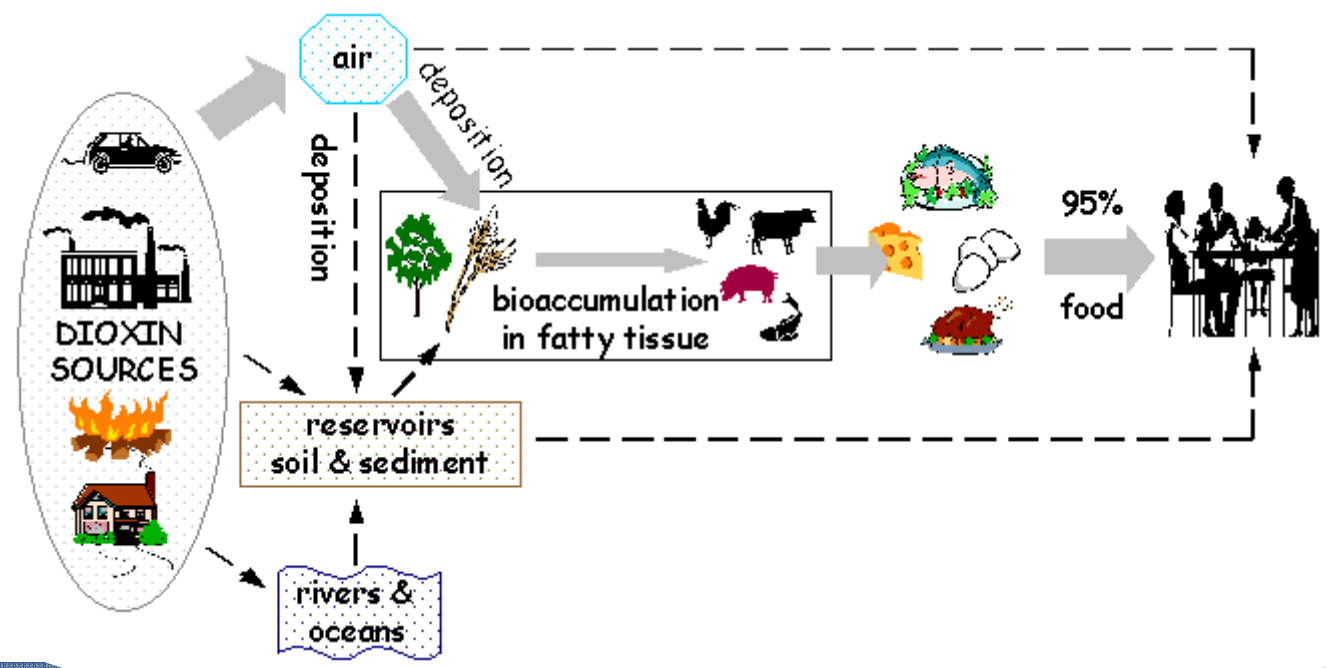 air
deposition
deposition
DIOXIN
SOURCES
bioaccumulation
in fatty tissue
95%
food
reservoirs
soil & sediment
rivers &
oceans